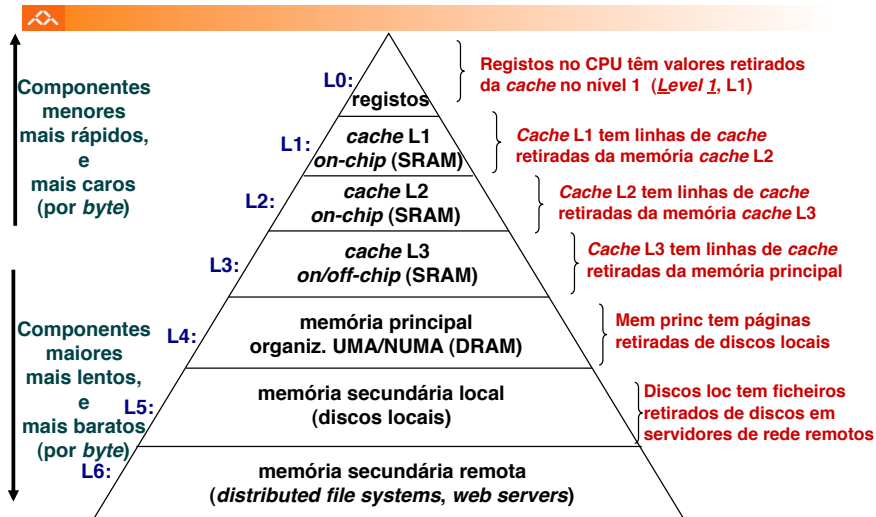 Componentes
menores
mais rápidos,
e
mais caros
(por byte)
Componentes
maiores
mais lentos,
e
mais baratos
(por byte)
L0:
registos
L1:
cache L1
on-chip (SRAM)
L2:
cache L2
on-chip (SRAM)
L3:
cache L3
on/off-chip (SRAM)
L4:
memória principal
organiz. UMA/NUMA (DRAM)
L5:
memória secundária local
(discos locais)
L6:
memória secundária remota
(distributed file systems, web servers)
Registos no CPU têm valores retirados
da cache no nível 1 (Level 1, L1)
Cache L1 tem linhas de cache
retiradas da memória cache L2
Cache L2 tem linhas de cache
retiradas da memória cache L3
Cache L3 tem linhas de cache
retiradas da memória principal
Mem princ tem páginas
retiradas de discos locais
Discos loc tem ficheiros
retirados de discos em
servidores de rede remotos